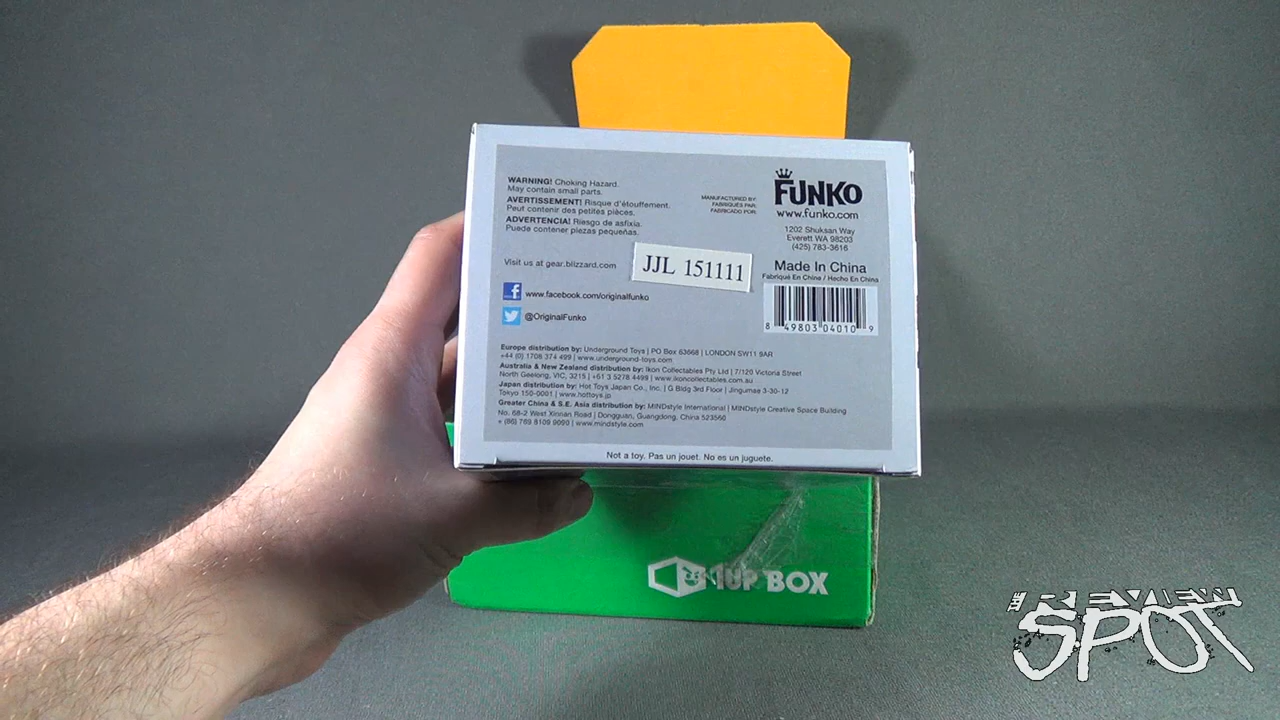 WARNING! Choking Hazard.
May contain small parts.
AVERTISSEMENT! Risque d'étouffement.
Peut contenir des petites pièces.
ADVERTENCIA! Riesgo de asfixia.
Puede contener piezas pequeñas.
MANUFACTURED BY:
FABRIQUÉS PAR:
FABRICADO POR:
FUNKO
www.funko.com
1202 Shuksan Way
Everett WA 98203
(425) 783-3616
Visit us at gear.blizzard.com
JJL 151111
Made In China
Fabriqué En China / Hecho En China
8 49803 04010 9
www.facebook.com/originalfunko
@OriginalFunko
Europe distribution by: Underground Toys | PO Box 63668 | LONDON SW11 9AR
+44 (0) 1708 374 499 | www.underground-toys.com
Australia & New Zealand distribution by: Ikon Collectables Pty Ltd | 7/120 Victoria Street
North Geelong, VIC, 3215 | +61 3 5278 4499 | www.ikoncollectables.com.au
Japan distribution by: Hot Toys Japan Co., Inc. | G Bldg 3rd Floor | Jingumae 3-30-12
Tokyo 150-0001 | www.hottoys.jp
Greater China & S.E. Asia distribution by: MINDstyle International | MINDstyle Creative Space Building
No. 68-2 West Xinnan Road | Dongguan, Guangdong, China 523566
+ (86) 769 8109 9090 | www.mindstyle.com
Not a toy. Pas un jouet. No es un juguete.
1UP BOX
THE REVIEW
SPOT